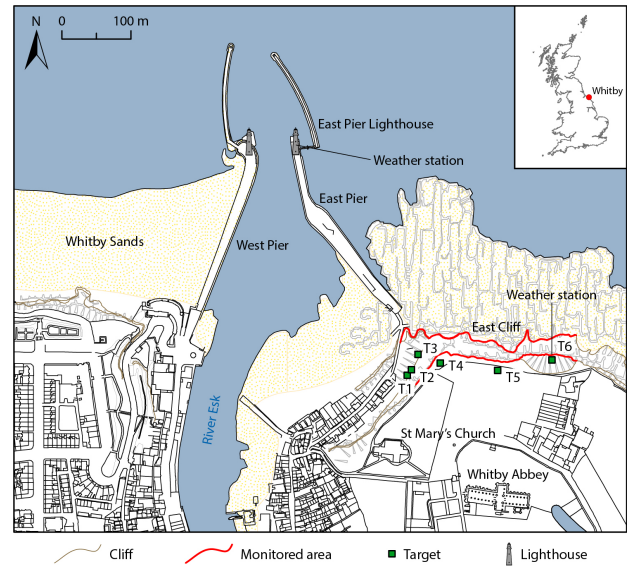 N
0 100 m
Whitby
East Pier Lighthouse
Weather station
East Pier
Whitby Sands
West Pier
Weather station
East Cliff
T3
T6
T4
T2
T5
T1
River Esk
St Mary's Church
Whitby Abbey
Cliff
Monitored area
Target
Lighthouse